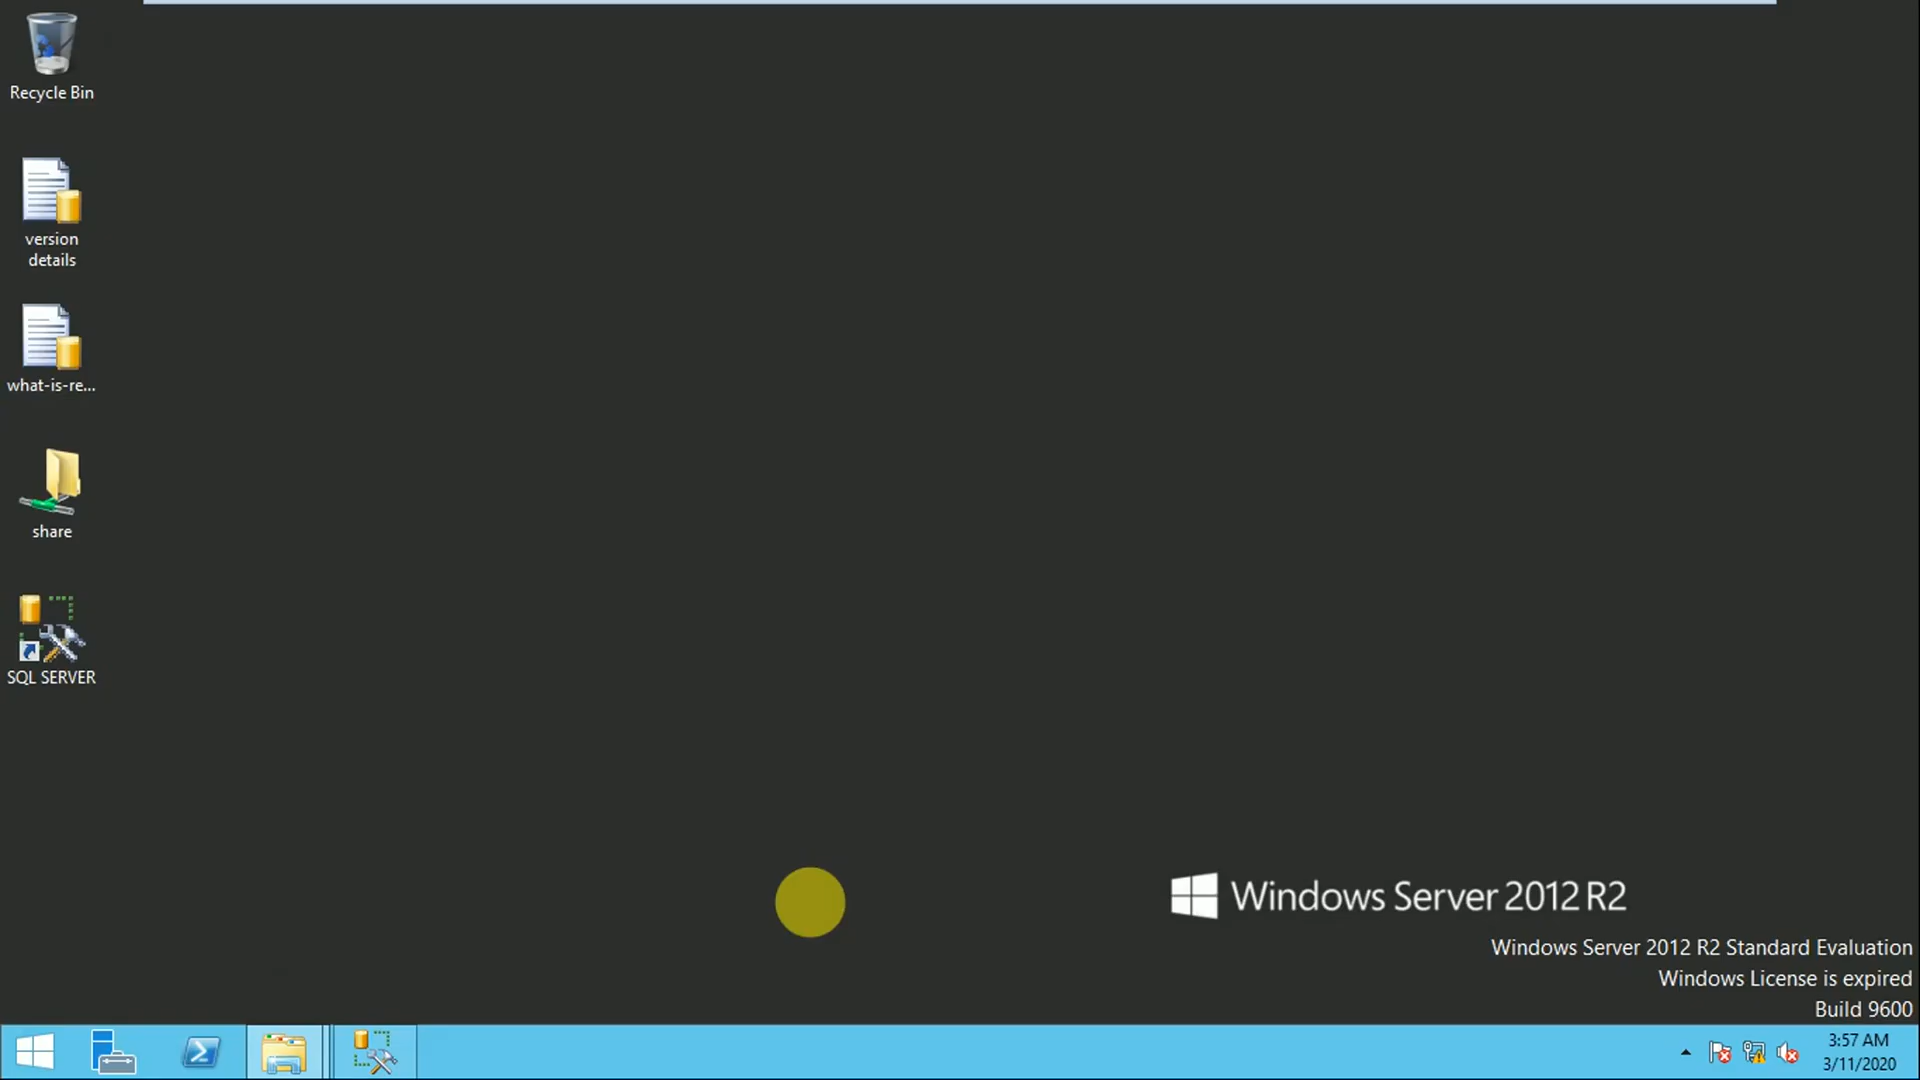 Recycle Bin
version
details
what-is-re...
share
SQL SERVER
Windows Server 2012 R2
Windows Server 2012 R2 Standard Evaluation
Windows License is expired
Build 9600
3:57 AM
3/11/2020